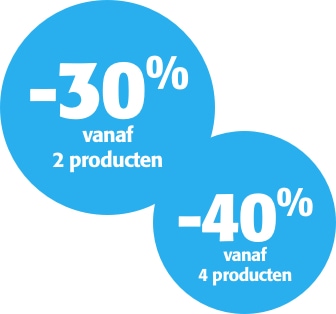 -30%
vanaf
2 producten
-40%
vanaf
4 producten